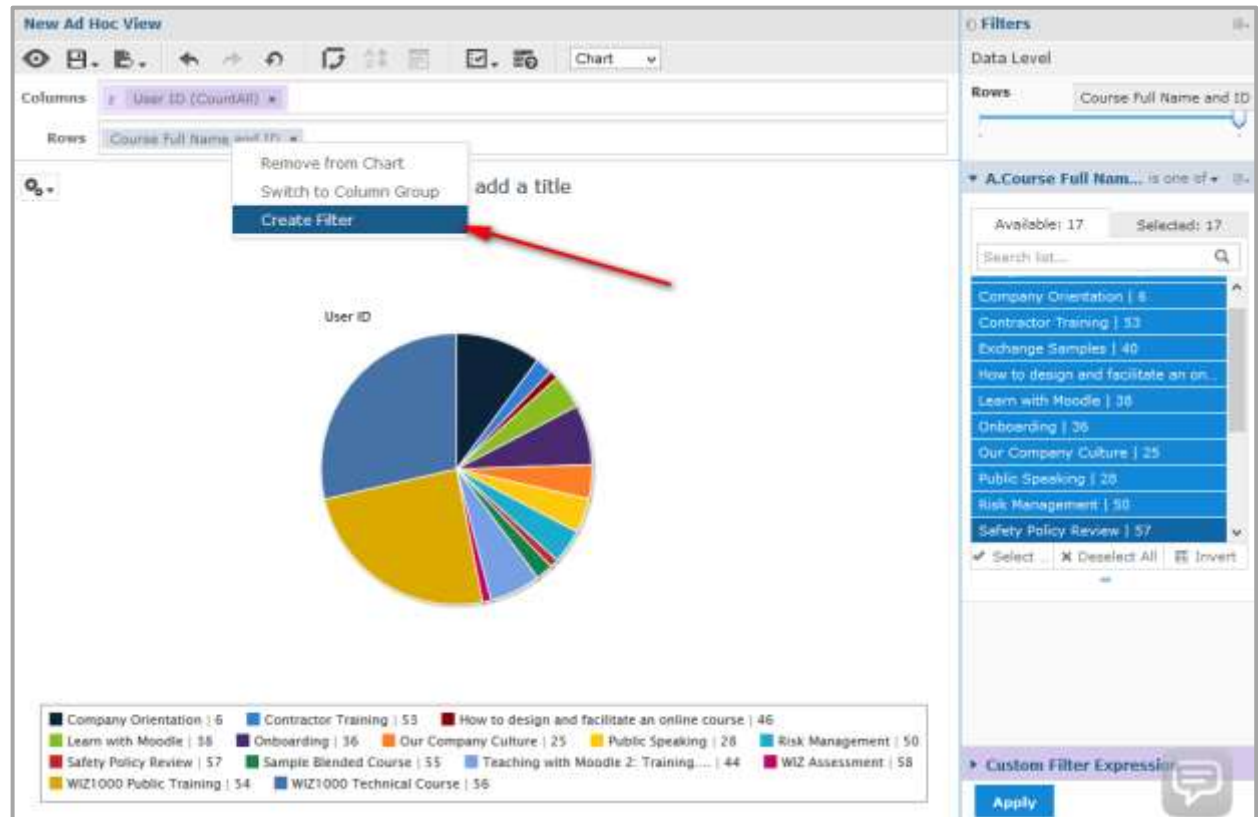 New Ad Hoc View
Chart
Columns
User ID (CountAll)
Rows
Course Full Name and ID
Remove from Chart
Switch to Column Group
Create Filter
add a title
User ID
Company Orientation | 6 Contractor Training | 53 How to design and facilitate an online course | 46
Learn with Moodle | 38 Onboarding | 36 Our Company Culture | 25 Public Speaking | 28 Risk Management | 50
Safety Policy Review | 57 Sample Blended Course | 55 Teaching with Moodle 2: Training.... | 44 WIZ Assessment | 58
WIZ1000 Public Training | 54 WIZ1000 Technical Course | 56
Filters
Data Level
Rows
Course Full Name and ID
A.Course Full Nam... is one of
Available: 17 Selected: 17
Search list...
Company Orientation | 6
Contractor Training | 53
Exchange Samples | 40
How to design and facilitate an on...
Learn with Moodle | 38
Onboarding | 36
Our Company Culture | 25
Public Speaking | 28
Risk Management | 50
Safety Policy Review | 57
Select ... Deselect All Invert
Custom Filter Expression
Apply